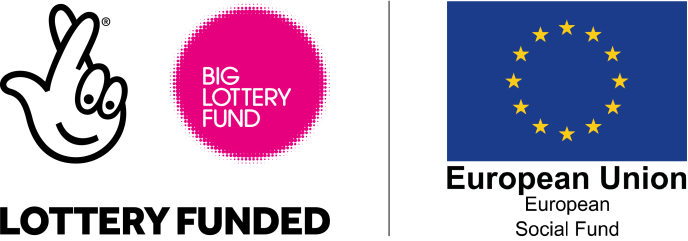 ®
BIG
LOTTERY
FUND
LOTTERY FUNDED
European Union
European
Social Fund